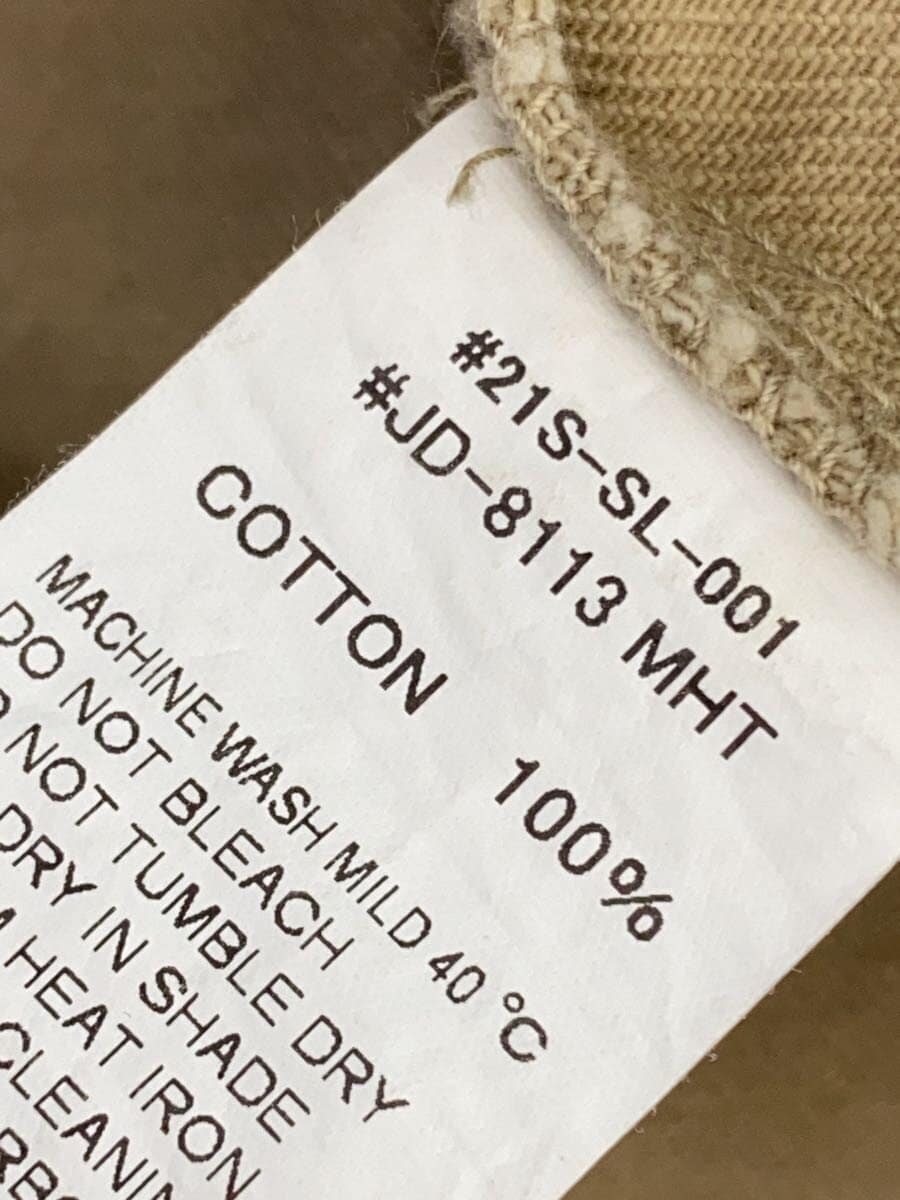 #21S-SL-001
#JD-8113 MHT
COTTON 100%
MACHINE WASH MILD 40 °C
DO NOT BLEACH
NOT TUMBLE DRY
DRY IN SHADE
HEAT IRON